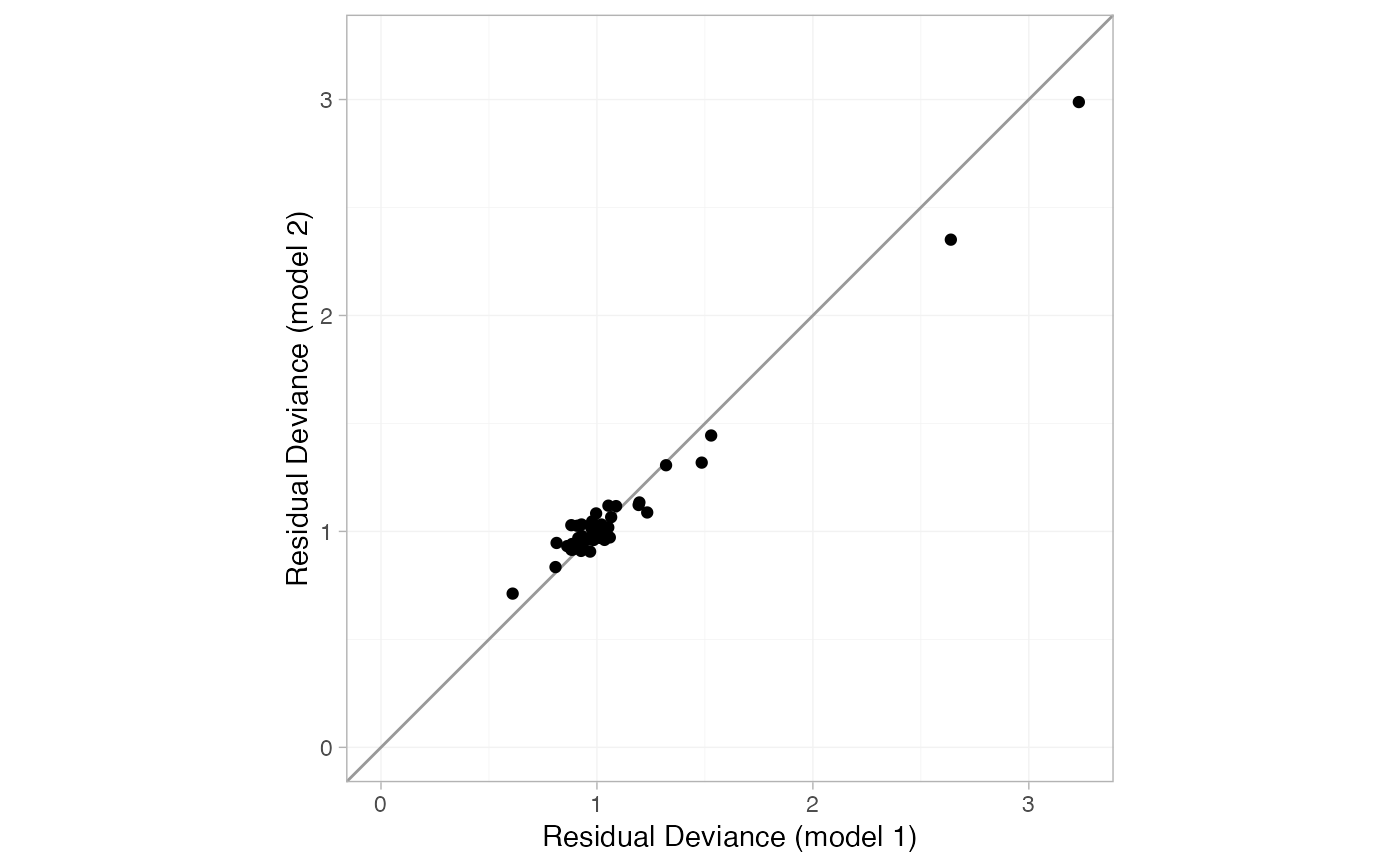 3
2
1
0
Residual Deviance (model 2)
0 1 2 3
Residual Deviance (model 1)